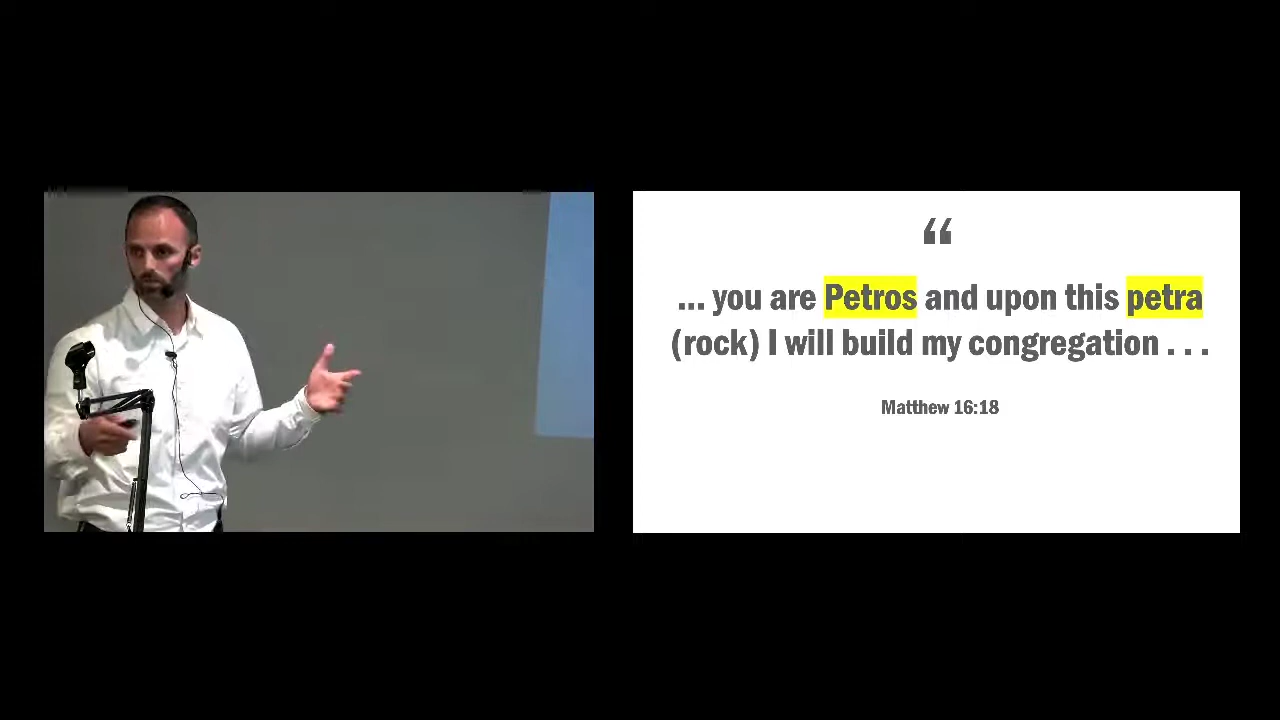 “
... you are Petros and upon this petra
(rock) I will build my congregation . . .
Matthew 16:18